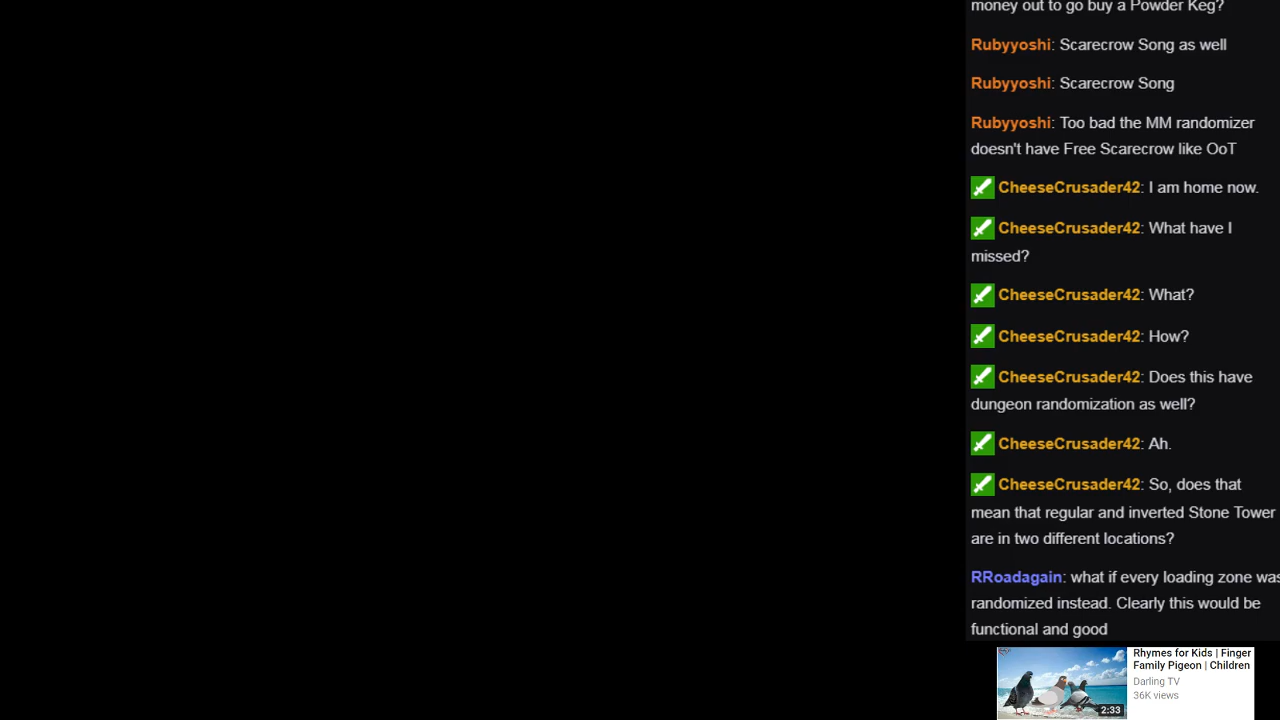 money out to go buy a Powder Keg?
Rubyyoshi: Scarecrow Song as well
Rubyyoshi: Scarecrow Song
Rubyyoshi: Too bad the MM randomizer
doesn't have Free Scarecrow like OoT
CheeseCrusader42: I am home now.
CheeseCrusader42: What have I
missed?
CheeseCrusader42: What?
CheeseCrusader42: How?
CheeseCrusader42: Does this have
dungeon randomization as well?
CheeseCrusader42: Ah.
CheeseCrusader42: So, does that
mean that regular and inverted Stone Tower
are in two different locations?
RRoadagain: what if every loading zone was
randomized instead. Clearly this would be
functional and good
Rhymes for Kids | Finger
Family Pigeon | Children
Darling TV
36K views
2:33